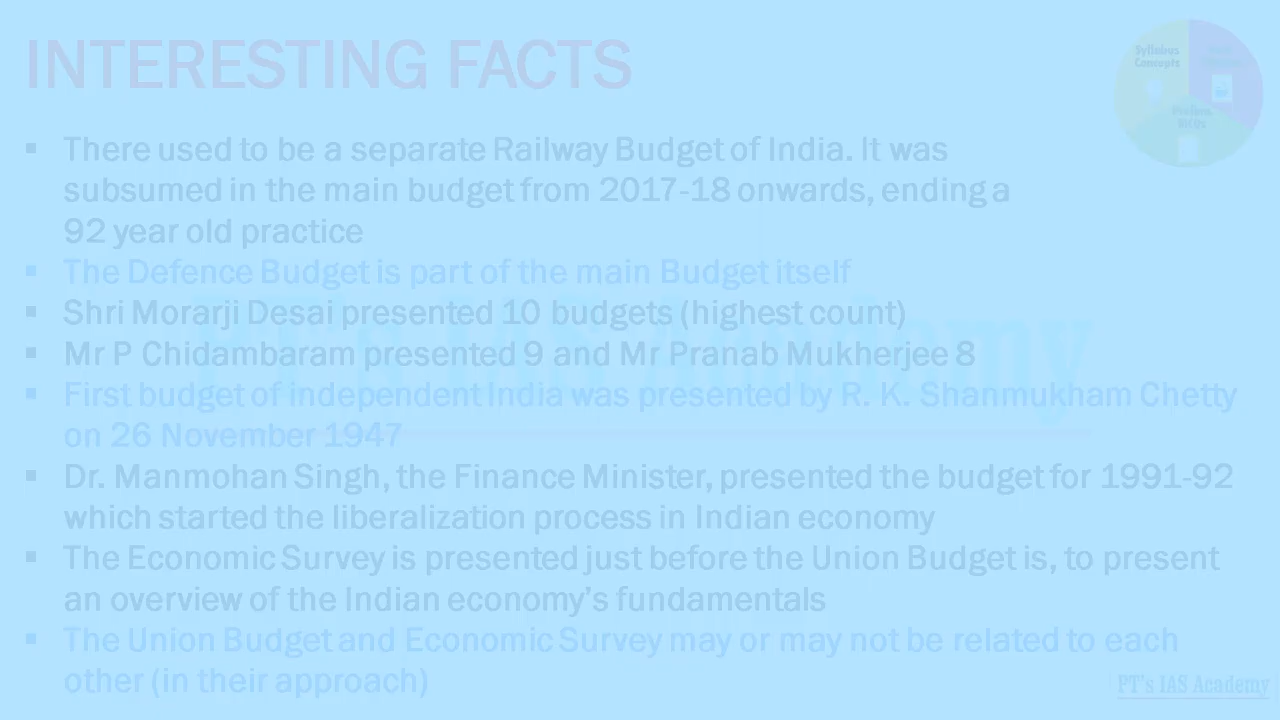 INTERESTING FACTS
Syllabus
Concepts
▪ There used to be a separate Railway Budget of India. It was
subsumed in the main budget from 2017-18 onwards, ending a
92 year old practice
▪ The Defence Budget is part of the main Budget itself
▪ Shri Morarji Desai presented 10 budgets (highest count)
▪ Mr P Chidambaram presented 9 and Mr Pranab Mukherjee 8
▪ First budget of independent India was presented by R. K. Shanmukham Chetty
on 26 November 1947
▪ Dr. Manmohan Singh, the Finance Minister, presented the budget for 1991-92
which started the liberalization process in Indian economy
▪ The Economic Survey is presented just before the Union Budget is, to present
an overview of the Indian economy's fundamentals
▪ The Union Budget and Economic Survey may or may not be related to each
other (in their approach)
PT's IAS Academy
PT's IAS Academy